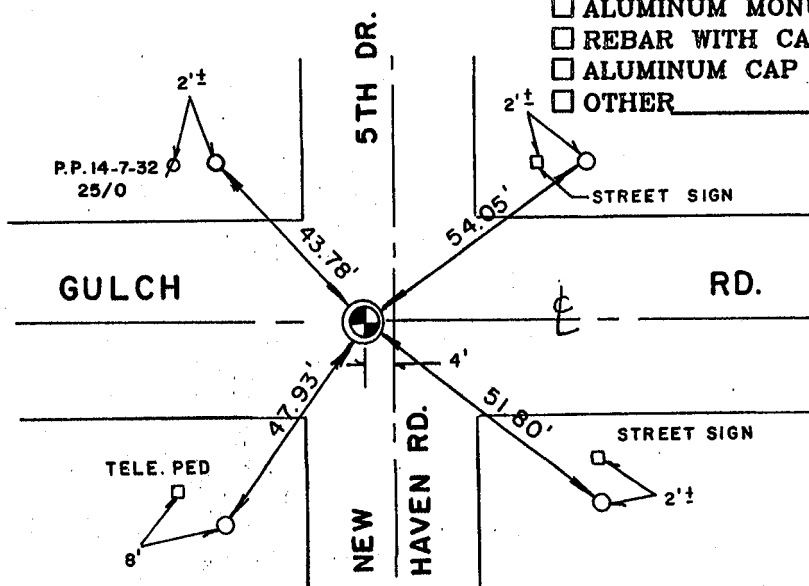 ☐ ALUMINUM MONU
☐ REBAR WITH CA
☐ ALUMINUM CAP
☐ OTHER
5TH DR.
2'±
2'±
P.P. 14-7-32
25/0
STREET SIGN
43.78'
54.05'
GULCH
RD.
℄
4'
47.93'
51.80'
STREET SIGN
TELE. PED
2'±
8'
NEW
HAVEN RD.